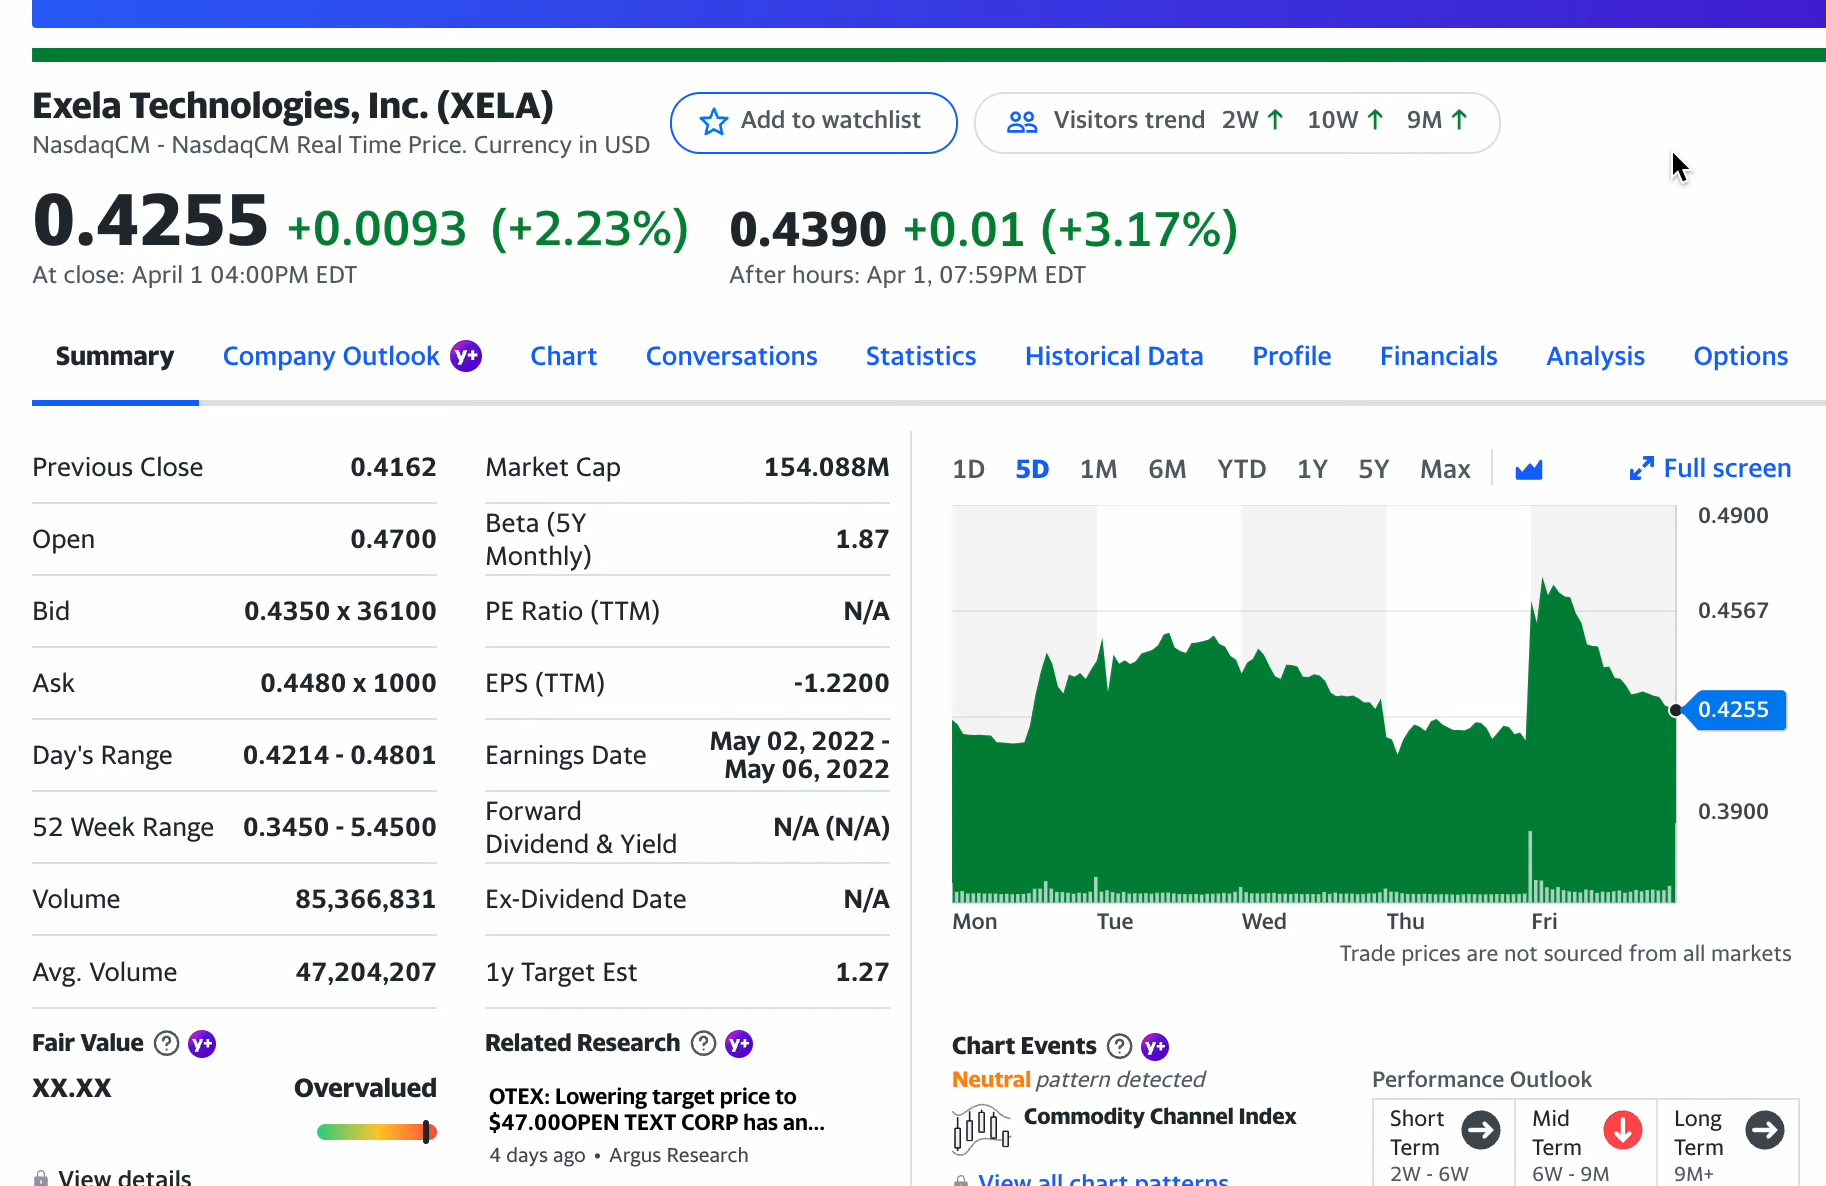 Exela Technologies, Inc. (XELA)
NasdaqCM - NasdaqCM Real Time Price. Currency in USD
Add to watchlist
Visitors trend 2W 10W 9M
0.4255 +0.0093 (+2.23%)
At close: April 1 04:00PM EDT
0.4390 +0.01 (+3.17%)
After hours: Apr 1, 07:59PM EDT
Summary
Company Outlook y+
Chart
Conversations
Statistics
Historical Data
Profile
Financials
Analysis
Options
Previous Close 0.4162
Open 0.4700
Bid 0.4350 x 36100
Ask 0.4480 x 1000
Day's Range 0.4214 - 0.4801
52 Week Range 0.3450 - 5.4500
Volume 85,366,831
Avg. Volume 47,204,207
Market Cap 154.088M
Beta (5Y
Monthly) 1.87
PE Ratio (TTM) N/A
EPS (TTM) -1.2200
Earnings Date May 02, 2022 -
May 06, 2022
Forward
Dividend & Yield N/A (N/A)
Ex-Dividend Date N/A
1y Target Est 1.27
1D 5D 1M 6M YTD 1Y 5Y Max
Full screen
0.4900
0.4567
0.4255
0.3900
Mon Tue Wed Thu Fri
Trade prices are not sourced from all markets
Fair Value ? y+
XX.XX Overvalued
View details
Related Research ? y+
OTEX: Lowering target price to
$47.00OPEN TEXT CORP has an...
4 days ago • Argus Research
Chart Events ? y+
Neutral pattern detected
Commodity Channel Index
View all chart patterns
Performance Outlook
Short
Term
2W - 6W
Mid
Term
6W - 9M
Long
Term
9M+